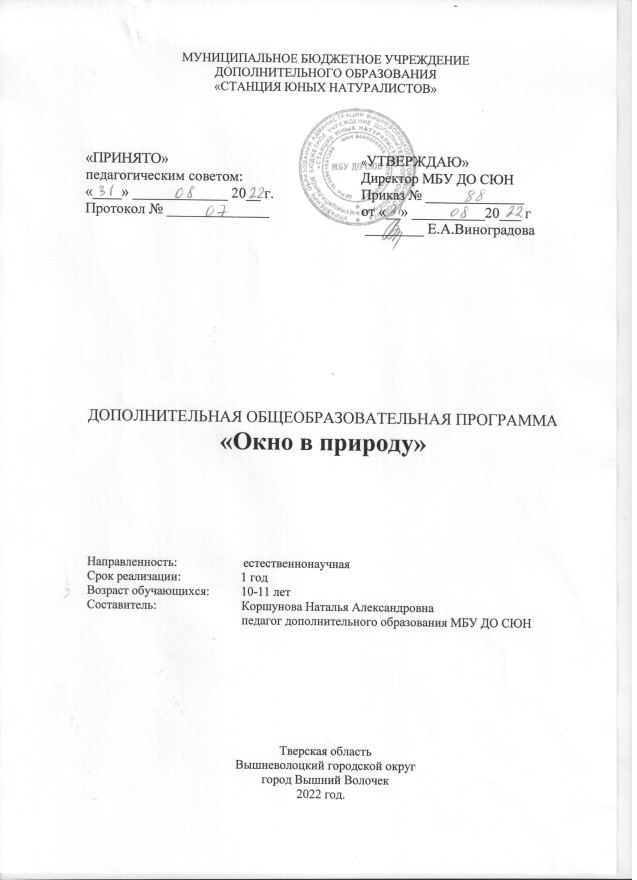 МУНИЦИПАЛЬНОЕ БЮДЖЕТНОЕ УЧРЕЖДЕНИЕ
ДОПОЛНИТЕЛЬНОГО ОБРАЗОВАНИЯ
«СТАНЦИЯ ЮНЫХ НАТУРАЛИСТОВ»
«ПРИНЯТО»
педагогическим советом:
«31» 08 2022г.
Протокол № 07
МБУ ДО СЮН
«УТВЕРЖДАЮ»
Директор МБУ ДО СЮН
Приказ № 88
от « » 08 2022 г
Е.А.Виноградова
ДОПОЛНИТЕЛЬНАЯ ОБЩЕОБРАЗОВАТЕЛЬНАЯ ПРОГРАММА
«Окно в природу»
Направленность: естественнонаучная
Срок реализации: 1 год
Возраст обучающихся: 10-11 лет
Составитель: Коршунова Наталья Александровна
педагог дополнительного образования МБУ ДО СЮН
Тверская область
Вышневолоцкий городской округ
город Вышний Волочек
2022 год.